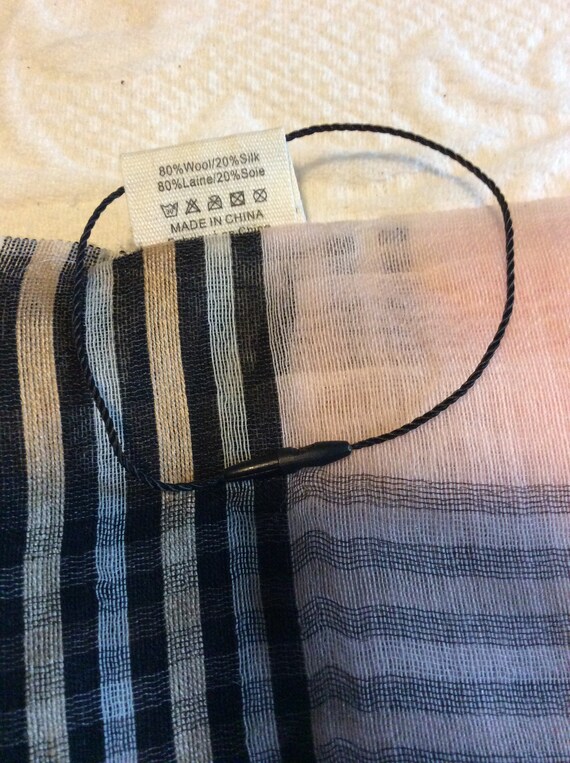 80%Wool/20%Silk
80%Laine/20%Soie
MADE IN CHINA